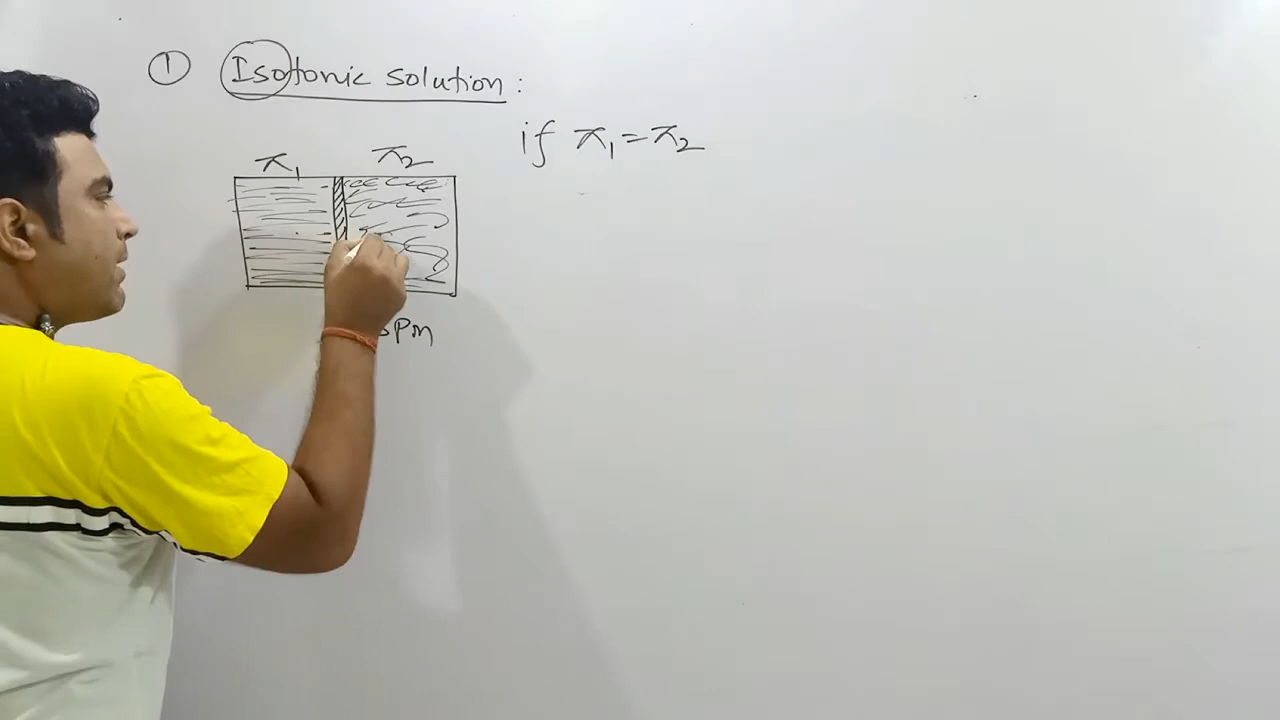 ① Isotonic solution :
if π₁ = π₂
π₁ π₂